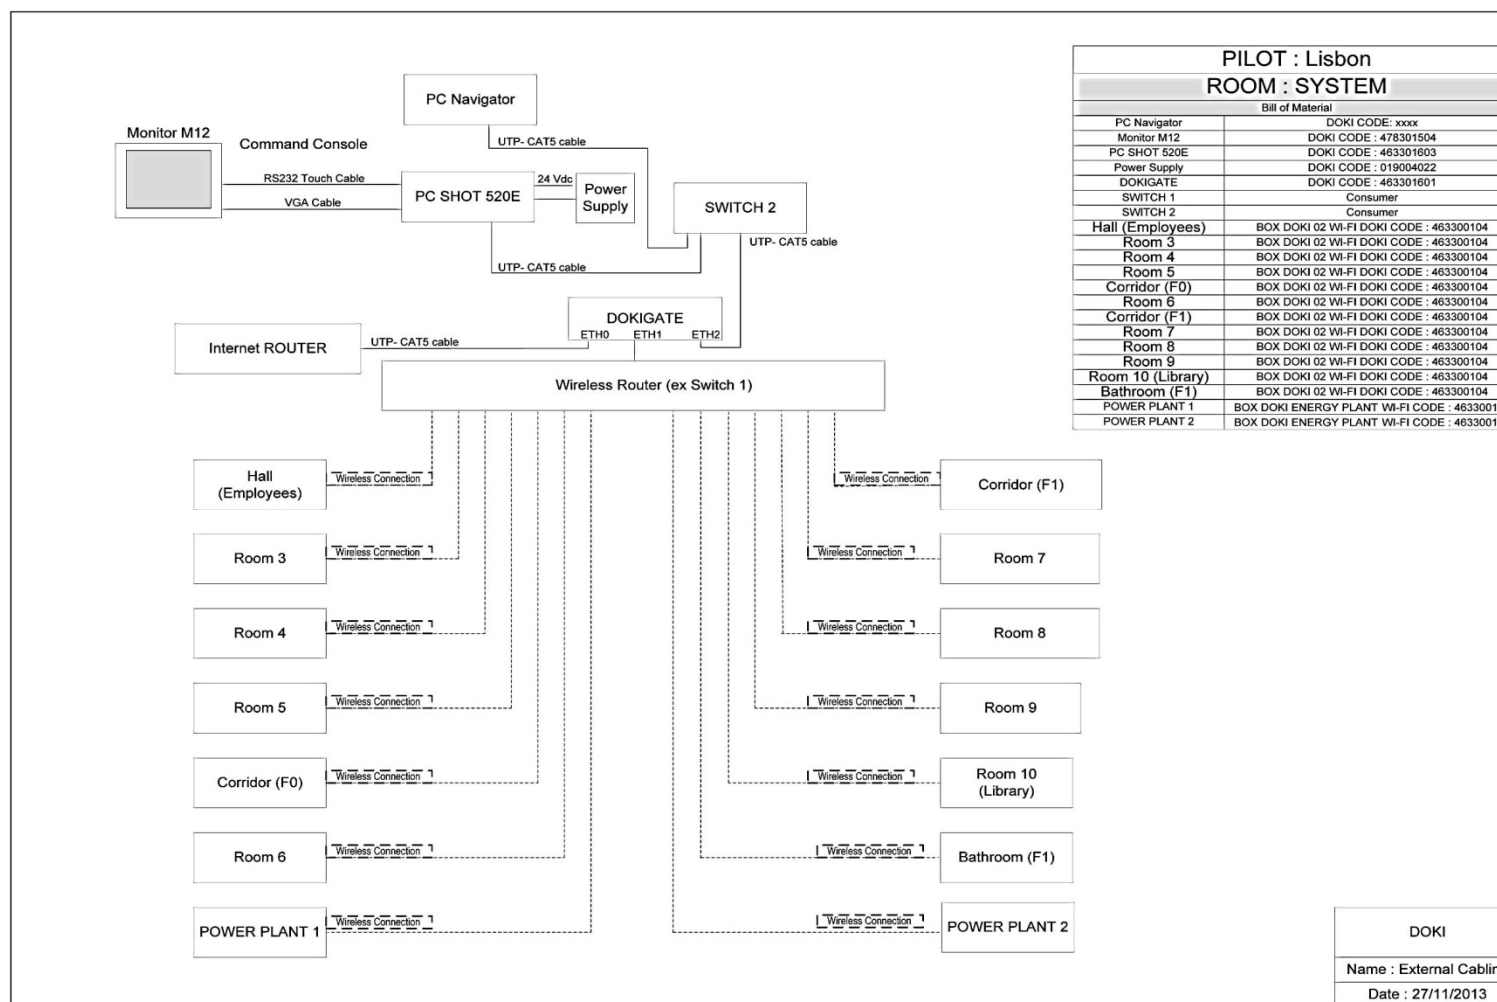 PILOT : Lisbon
ROOM : SYSTEM
Bill of Material
PC Navigator DOKI CODE: xxxx
Monitor M12 DOKI CODE : 478301504
PC SHOT 520E DOKI CODE : 463301603
Power Supply DOKI CODE : 019004022
DOKIGATE DOKI CODE : 463301601
SWITCH 1 Consumer
SWITCH 2 Consumer
Hall (Employees) BOX DOKI 02 WI-FI DOKI CODE : 463300104
Room 3 BOX DOKI 02 WI-FI DOKI CODE : 463300104
Room 4 BOX DOKI 02 WI-FI DOKI CODE : 463300104
Room 5 BOX DOKI 02 WI-FI DOKI CODE : 463300104
Corridor (F0) BOX DOKI 02 WI-FI DOKI CODE : 463300104
Room 6 BOX DOKI 02 WI-FI DOKI CODE : 463300104
Corridor (F1) BOX DOKI 02 WI-FI DOKI CODE : 463300104
Room 7 BOX DOKI 02 WI-FI DOKI CODE : 463300104
Room 8 BOX DOKI 02 WI-FI DOKI CODE : 463300104
Room 9 BOX DOKI 02 WI-FI DOKI CODE : 463300104
Room 10 (Library) BOX DOKI 02 WI-FI DOKI CODE : 463300104
Bathroom (F1) BOX DOKI 02 WI-FI DOKI CODE : 463300104
POWER PLANT 1 BOX DOKI ENERGY PLANT WI-FI CODE : 4633001
POWER PLANT 2 BOX DOKI ENERGY PLANT WI-FI CODE : 4633001
PC Navigator
UTP- CAT5 cable
Monitor M12
Command Console
RS232 Touch Cable
VGA Cable
PC SHOT 520E
24 Vdc
Power
Supply
SWITCH 2
UTP- CAT5 cable
UTP- CAT5 cable
DOKIGATE
ETH0 ETH1 ETH2
Internet ROUTER
UTP- CAT5 cable
Wireless Router (ex Switch 1)
Hall
(Employees)
Wireless Connection
Wireless Connection
Corridor (F1)
Room 3
Wireless Connection
Wireless Connection
Room 7
Room 4
Wireless Connection
Wireless Connection
Room 8
Room 5
Wireless Connection
Wireless Connection
Room 9
Corridor (F0)
Wireless Connection
Wireless Connection
Room 10
(Library)
Room 6
Wireless Connection
Wireless Connection
Bathroom (F1)
POWER PLANT 1
Wireless Connection
Wireless Connection
POWER PLANT 2
DOKI
Name : External Cablin
Date : 27/11/2013